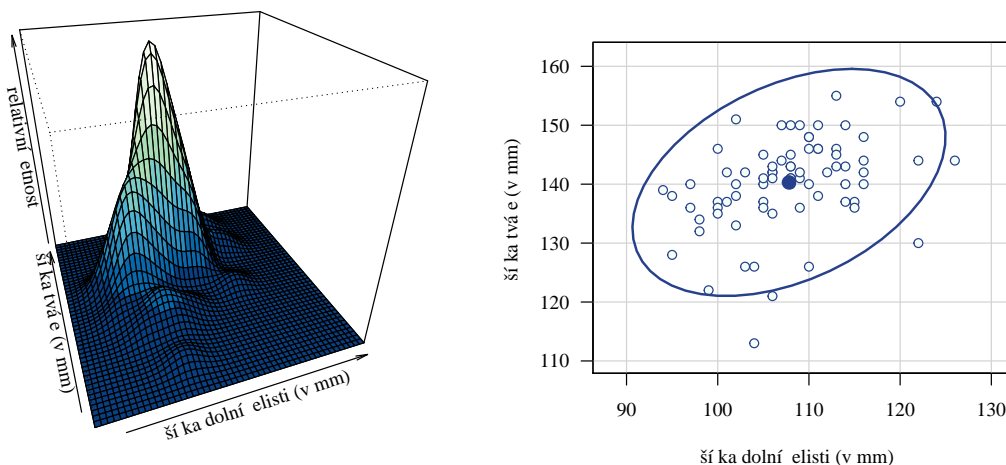 relativní etnost
ší ka tvá e (v mm)
ší ka dolní elisti (v mm)
160
150
140
130
120
110
ší ka tvá e (v mm)
90
100
110
120
130
ší ka dolní elisti (v mm)